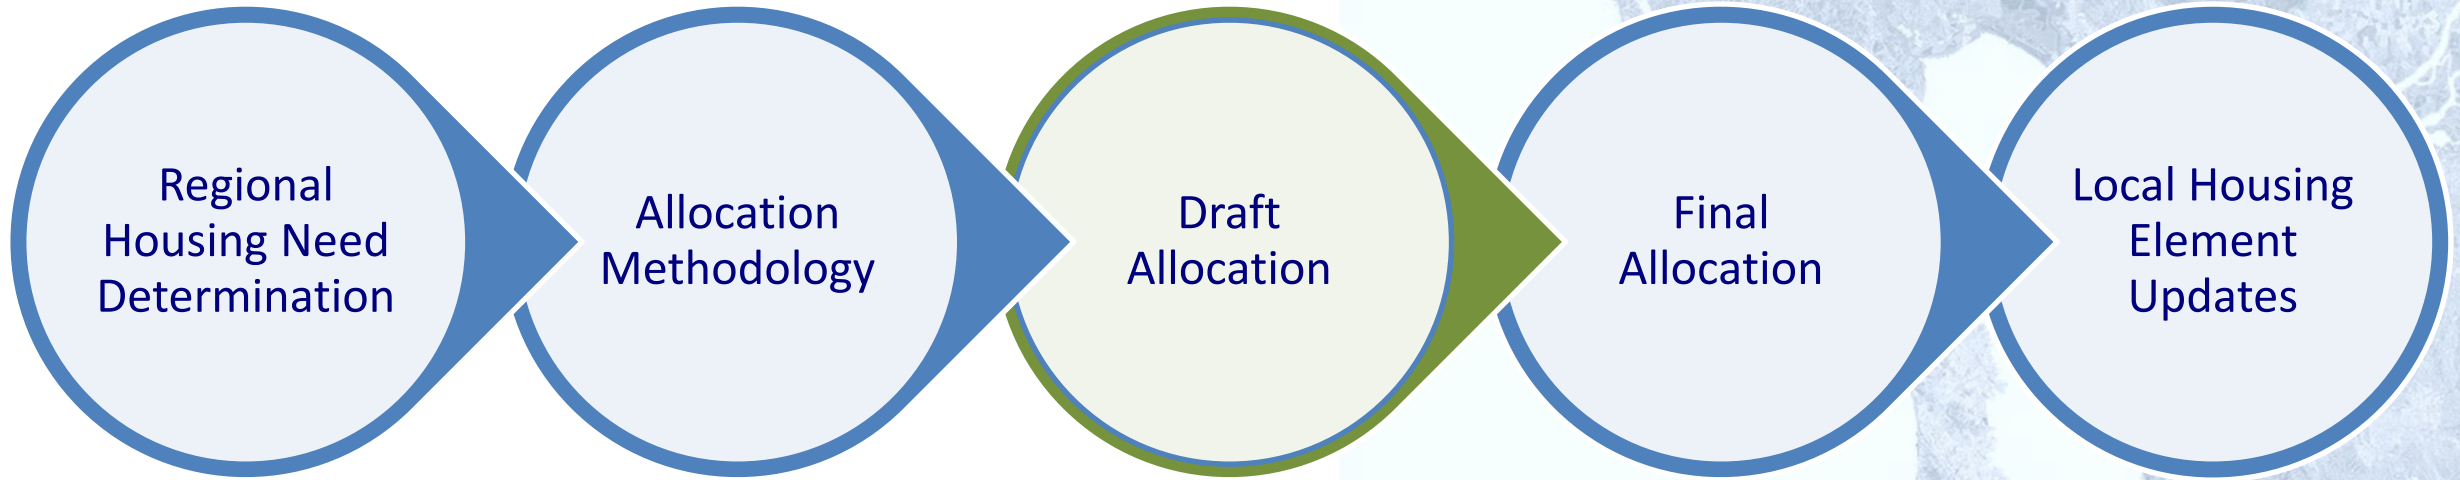 Regional
Housing Need
Determination
Allocation
Methodology
Draft
Allocation
Final
Allocation
Local Housing
Element
Updates